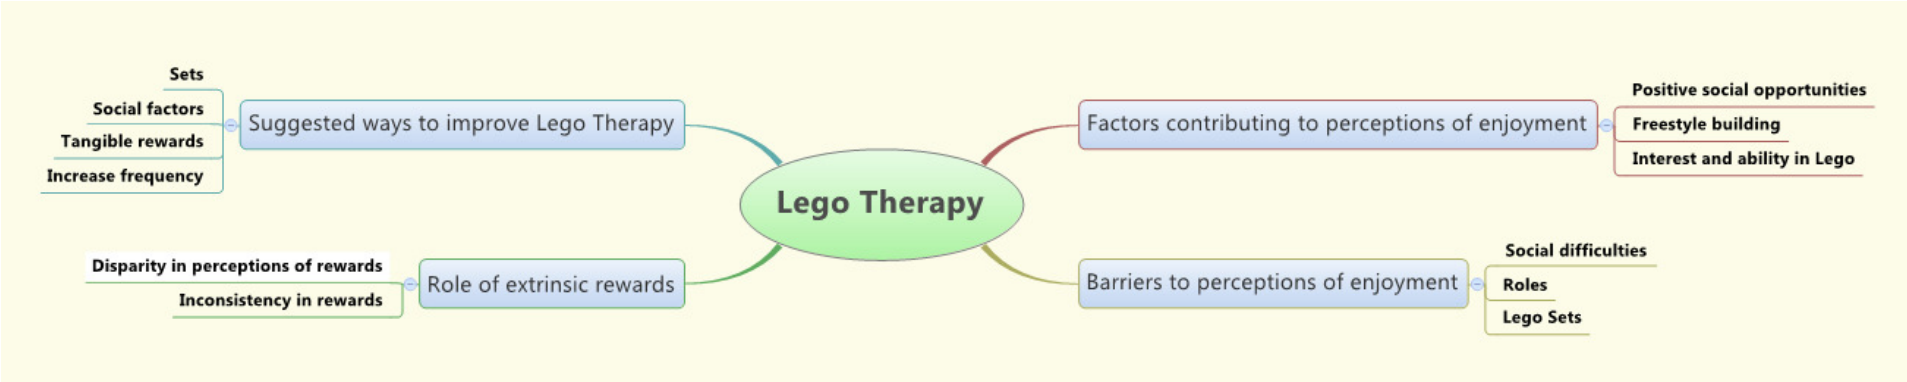 Lego Therapy
Suggested ways to improve Lego Therapy
Sets
Social factors
Tangible rewards
Increase frequency
Role of extrinsic rewards
Disparity in perceptions of rewards
Inconsistency in rewards
Factors contributing to perceptions of enjoyment
Positive social opportunities
Freestyle building
Interest and ability in Lego
Barriers to perceptions of enjoyment
Social difficulties
Roles
Lego Sets